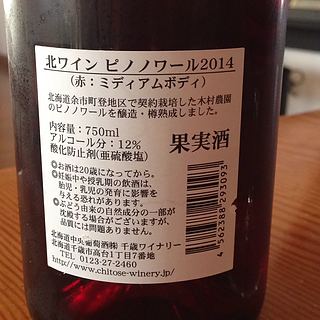 北ワイン ピノノワール2014
（赤：ミディアムボディ）
北海道余市町登地区で契約栽培した木村農園
のピノノワールを醸造・樽熟成しました。
内容量：750ml
アルコール分：12%
酸化防止剤(亜硫酸塩)
果実酒
◎お酒は20歳になってから。
◎妊娠中や授乳期の飲酒は、
胎児・乳児の発育に影響を
与える恐れがあります。
◎ぶどう由来の自然成分の一部が
沈殿する場合がございますが、
品質には問題ありません。
北海道中央葡萄酒㈱ 千歳ワイナリー
北海道千歳市高台1丁目7番地
TEL 0123-27-2460
http://www.chitose-winery.jp/
4 562388 293093